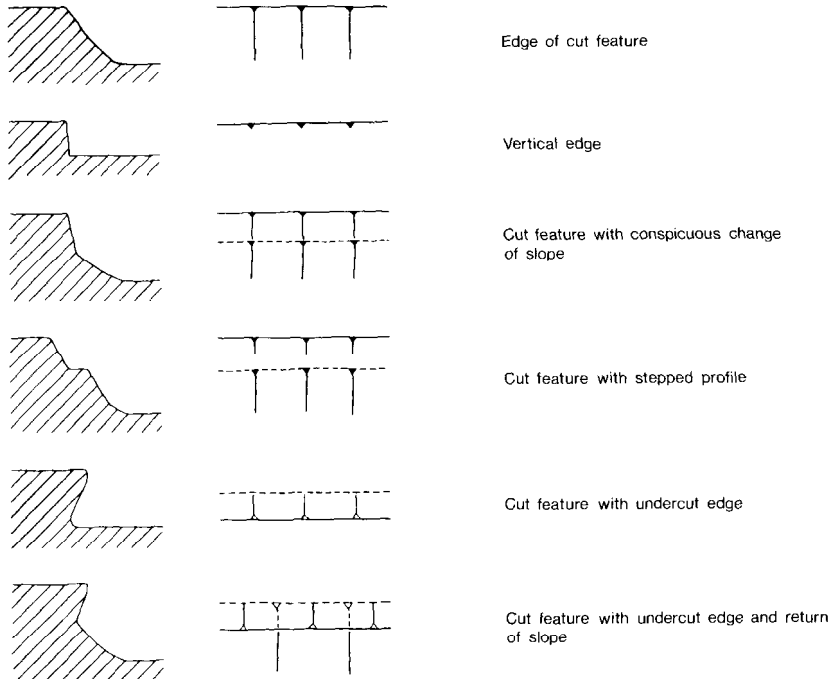 Edge of cut feature
Vertical edge
Cut feature with conspicuous change
of slope
Cut feature with stepped profile
Cut feature with undercut edge
Cut feature with undercut edge and return
of slope